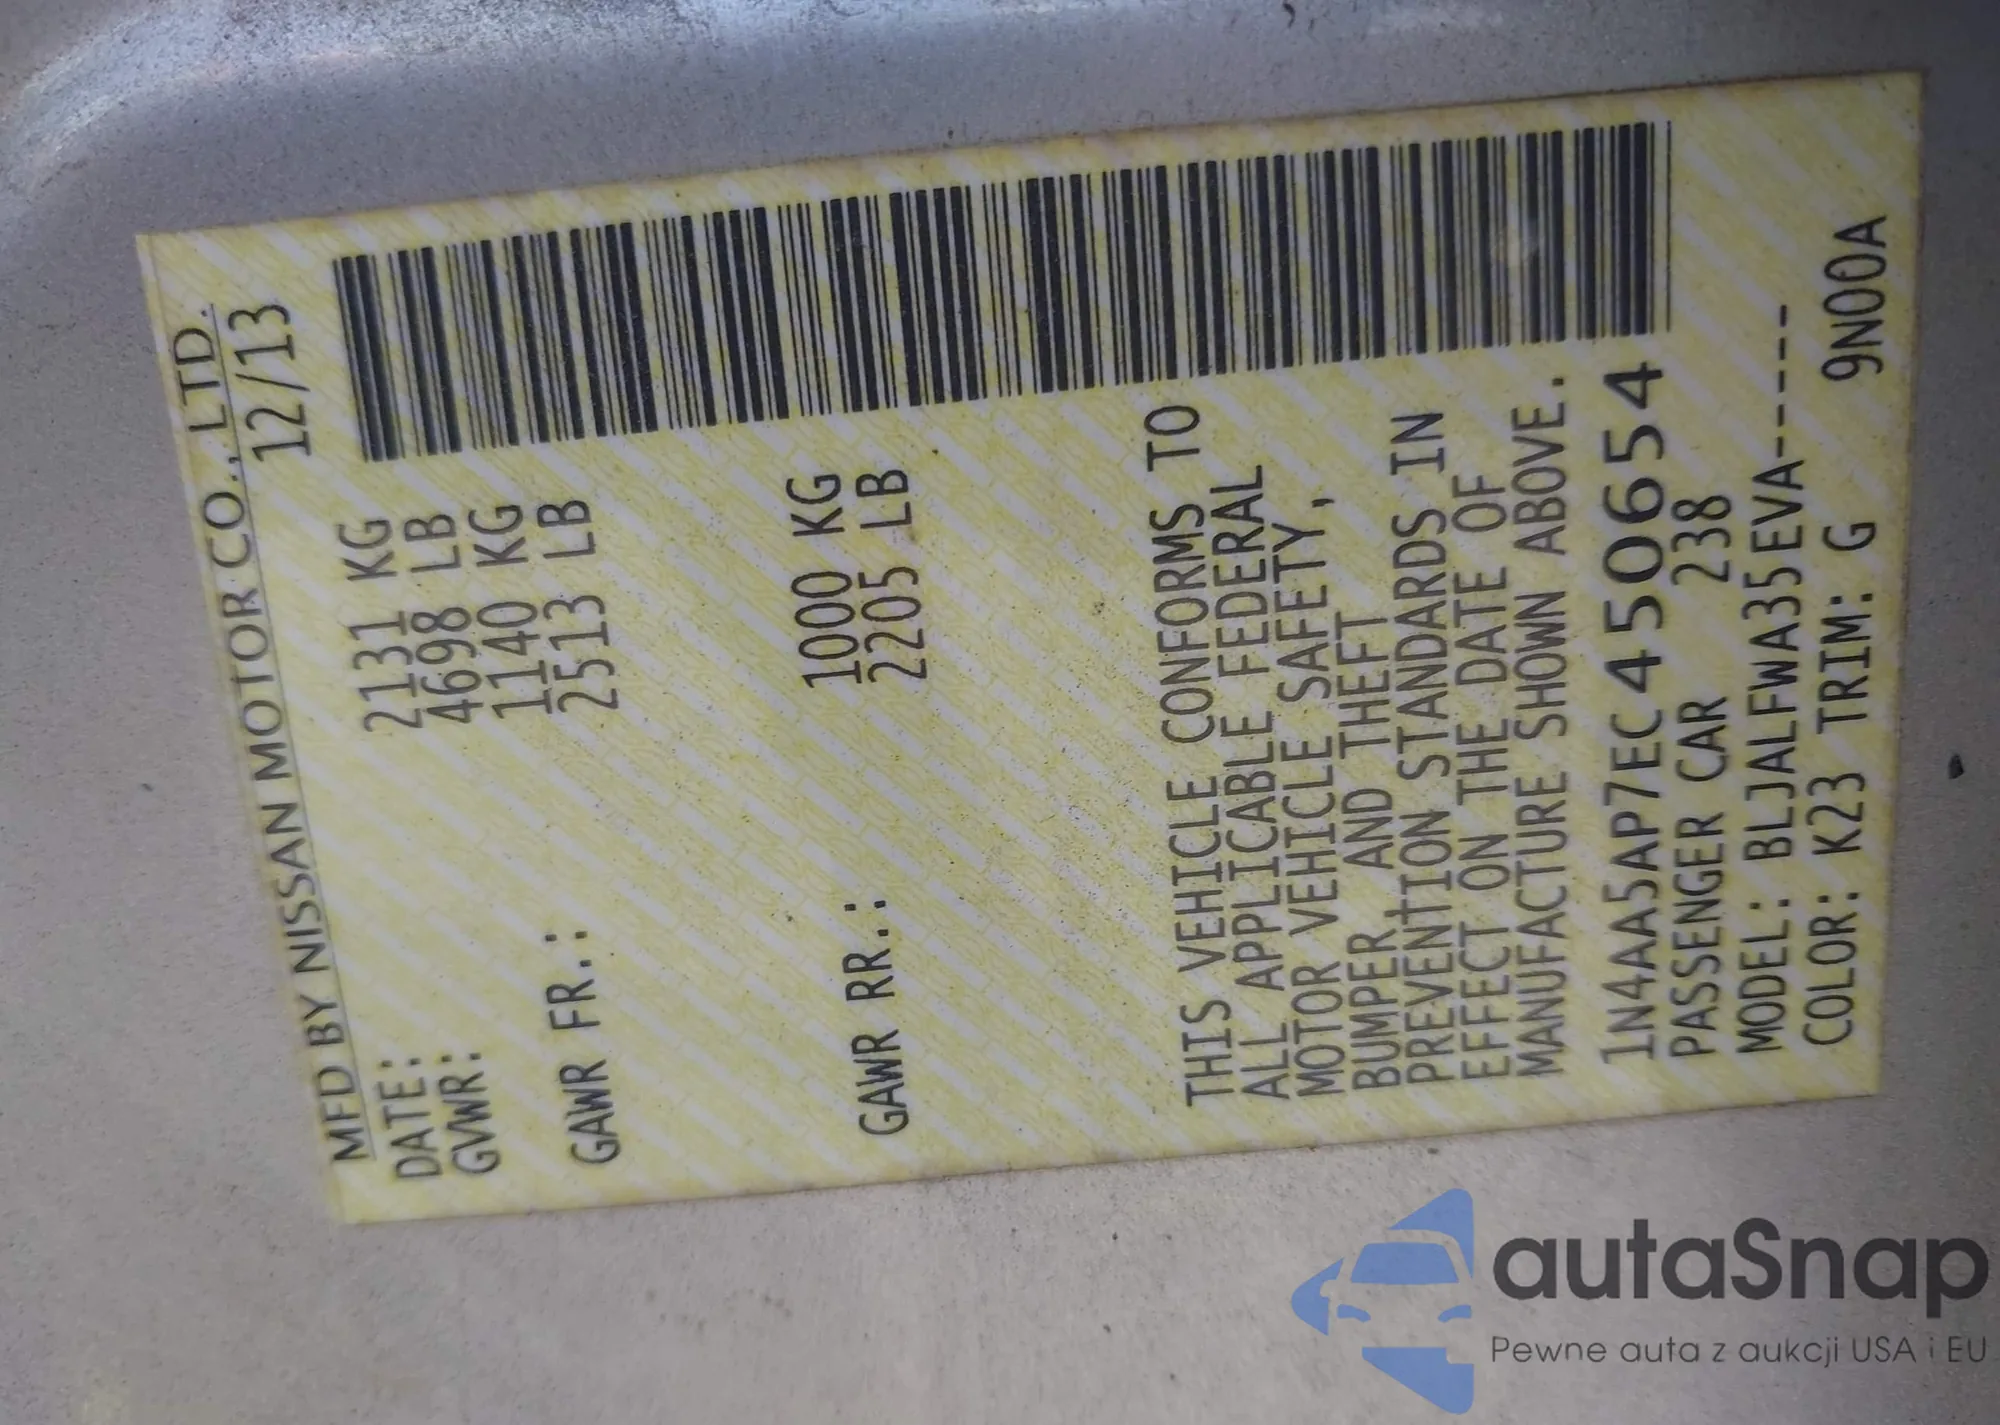 MFD BY NISSAN MOTOR CO., LTD.
DATE: 12/13
GVWR: 2131 KG
4698 LB
GAWR FR.: 1140 KG
2513 LB
GAWR RR.: 1000 KG
2205 LB
THIS VEHICLE CONFORMS TO
ALL APPLICABLE FEDERAL
MOTOR VEHICLE SAFETY,
BUMPER, AND THEFT
PREVENTION STANDARDS IN
EFFECT ON THE DATE OF
MANUFACTURE SHOWN ABOVE.
1N4AA5AP7EC450654
PASSENGER CAR 238
MODEL: BLJALFWA35EVA-----
COLOR: K23 TRIM: G 9N00A
autaSnap
Pewne auta z aukcji USA i EU